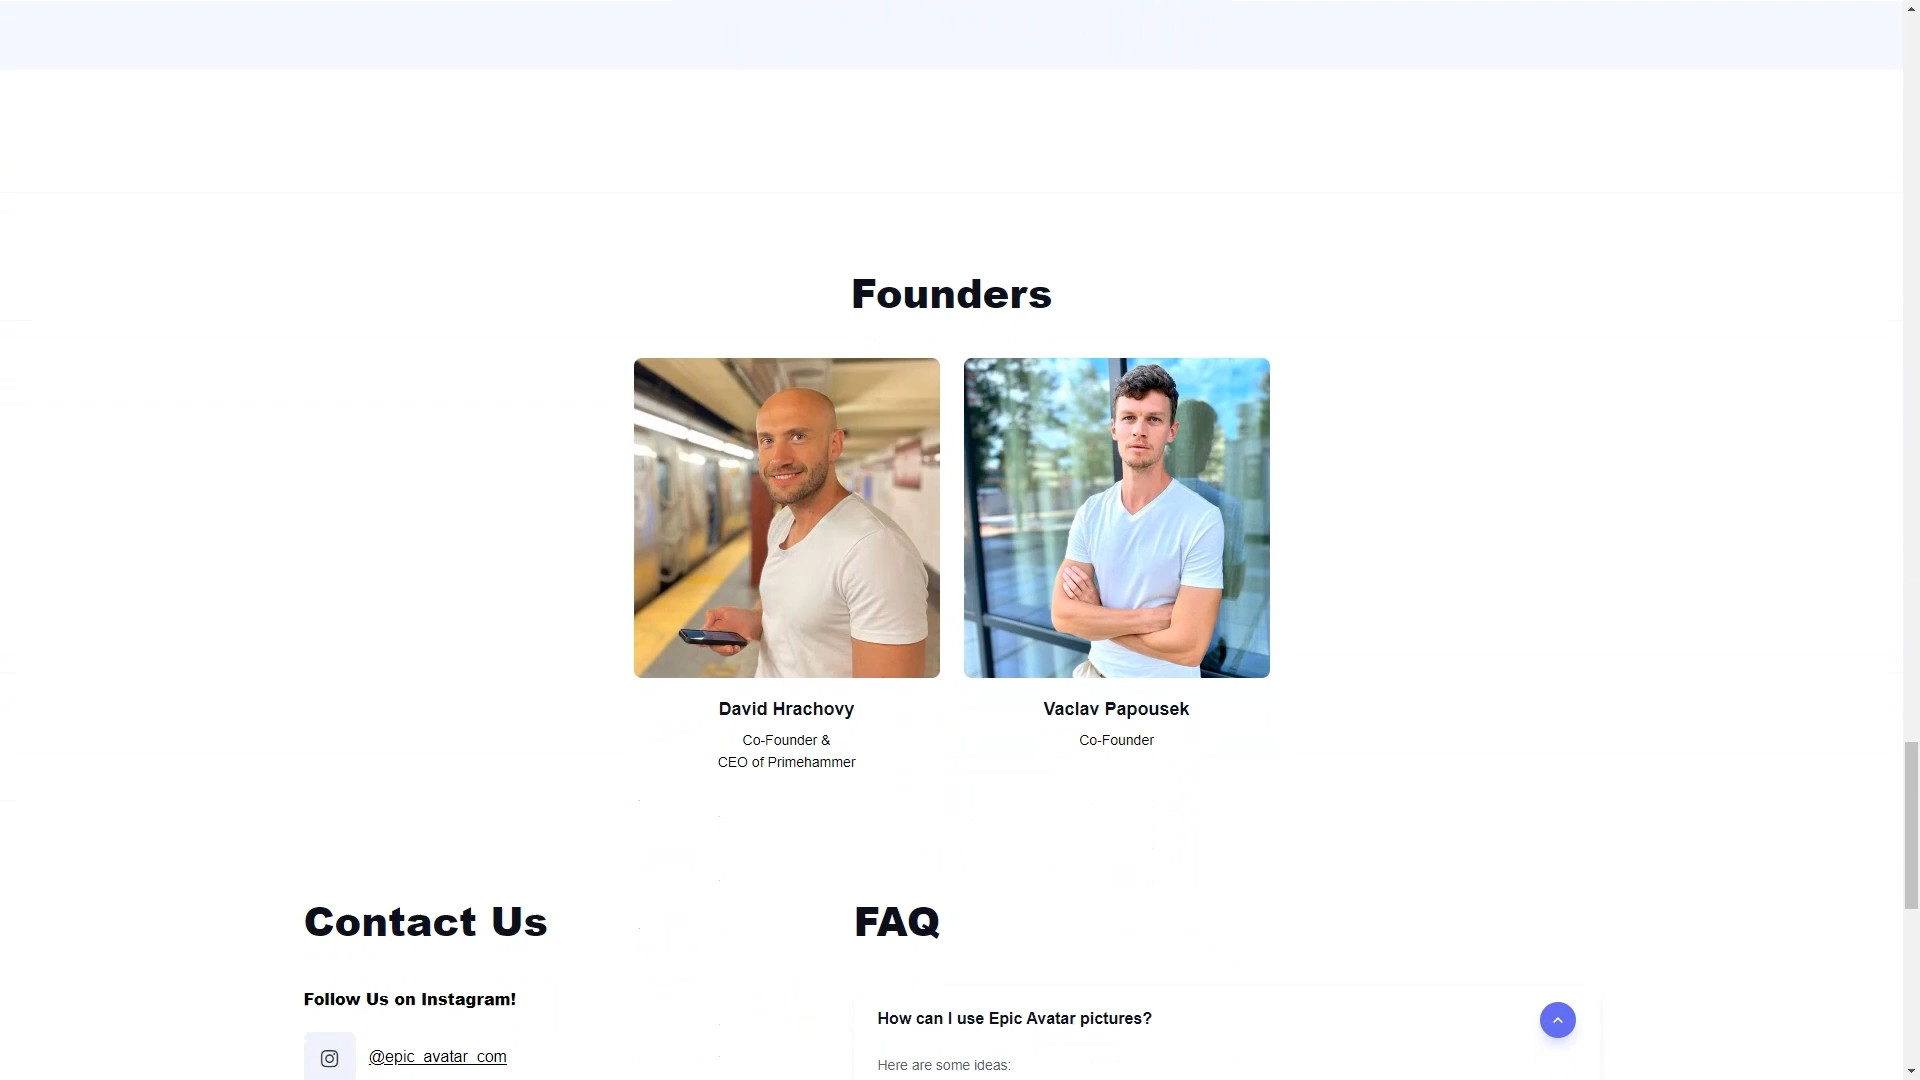 Founders
David Hrachovy
Co-Founder &
CEO of Primehammer
Vaclav Papousek
Co-Founder
Contact Us
Follow Us on Instagram!
@epic_avatar_com
FAQ
How can I use Epic Avatar pictures?
Here are some ideas: